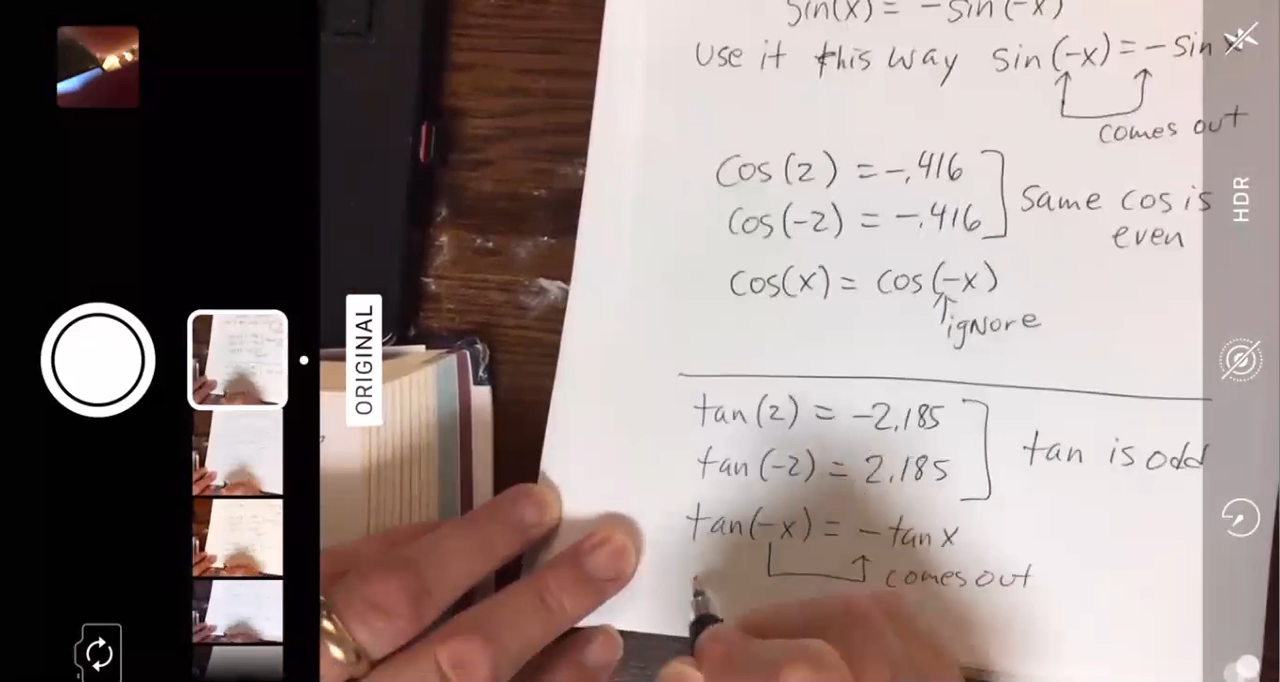 sin(x) = -sin(-x)
use it this way sin(-x) = -sin x
comes out
cos(2) = -.416
cos(-2) = -.416
same cos is
even
cos(x) = cos(-x)
ignore
tan(2) = -2.185
tan(-2) = 2.185
tan is odd
tan(-x) = -tan x
comes out
ORIGINAL
HDR